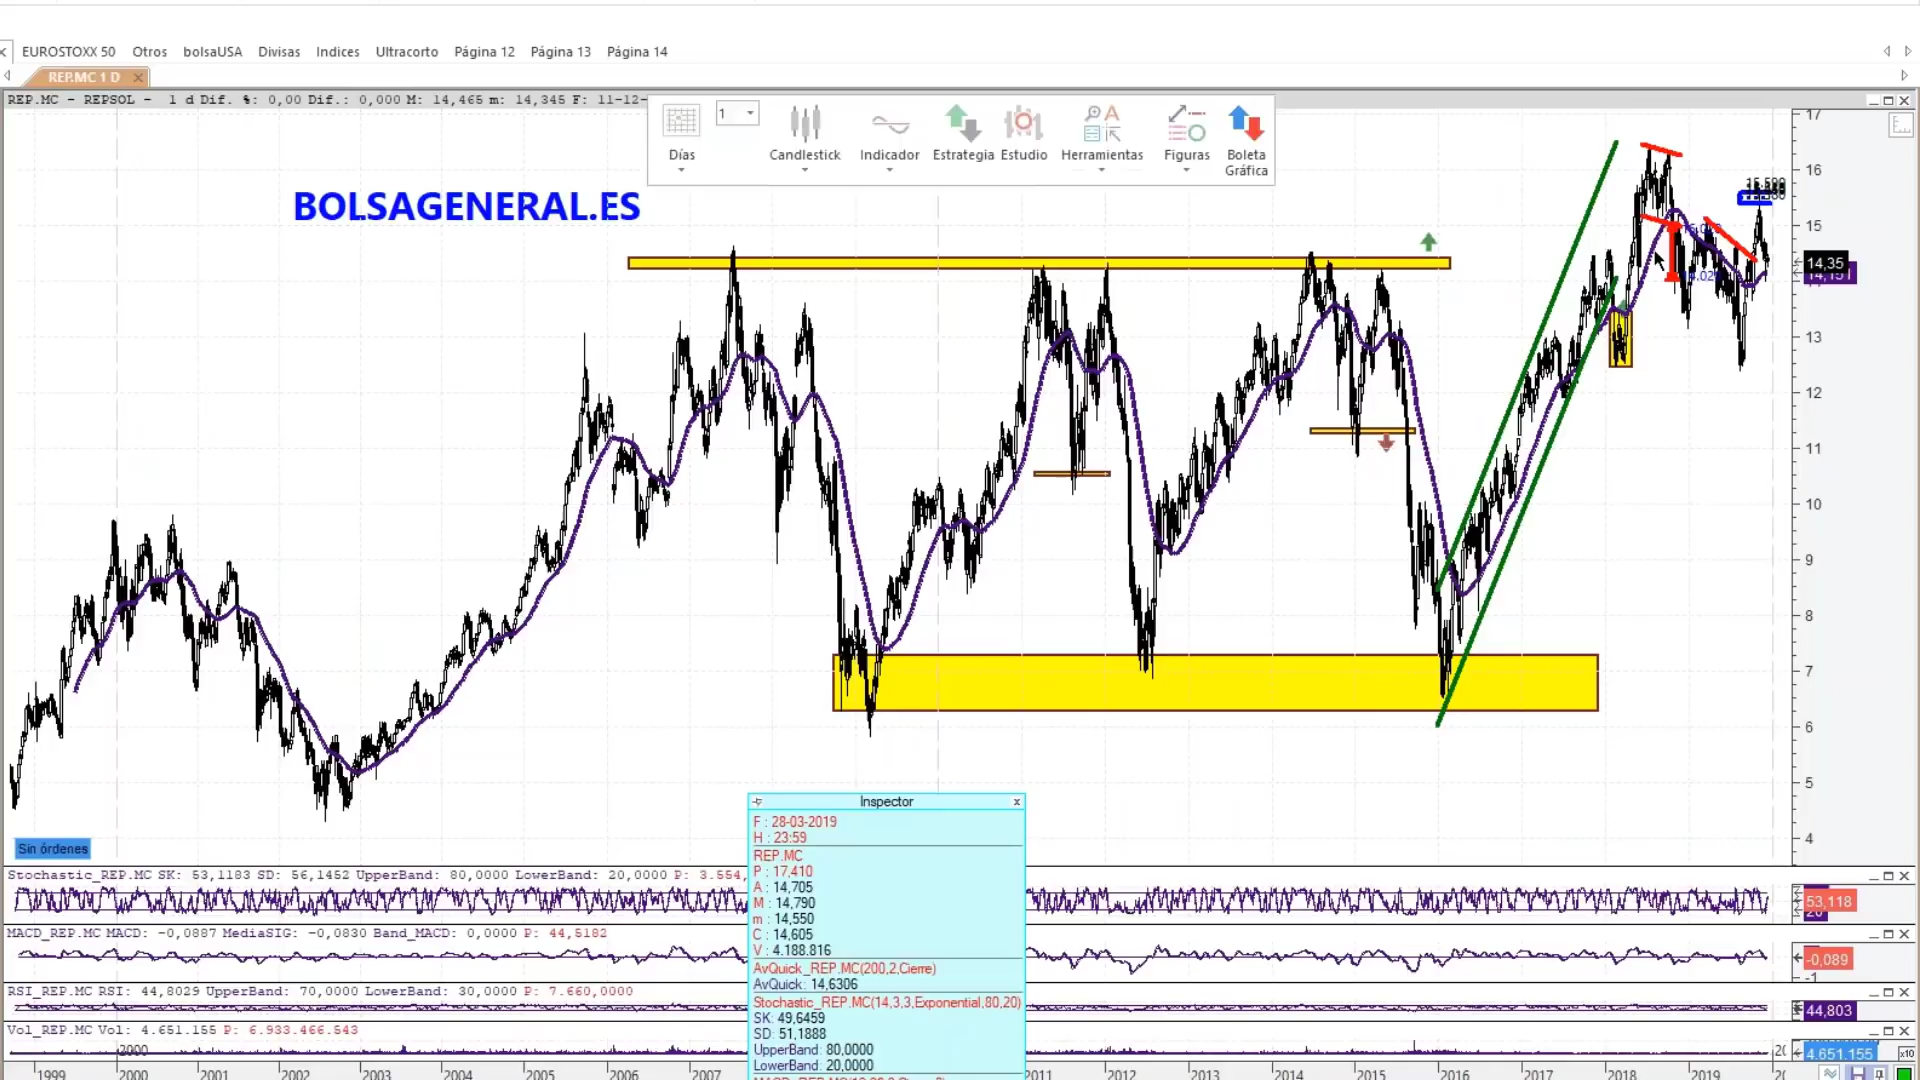 EUROSTOXX 50 Otros bolsaUSA Divisas Indices Ultracorto Página 12 Página 13 Página 14
REP.MC 1 D
REP.MC - REPSOL - 1 d Dif. %: 0,00 Dif.: 0,000 M: 14,465 m: 14,345 F: 11-12-
1
Días
Candlestick
Indicador
Estrategia
Estudio
Herramientas
Figuras
Boleta Gráfica
BOLSAGENERAL.ES
17
16
15
14,35
13
12
11
10
9
8
7
6
5
4
Sin órdenes
Inspector
F : 28-03-2019
H : 23:59
REP.MC
P : 17,410
A : 14,705
M : 14,790
m : 14,550
C : 14,605
V : 4.188.816
AvQuick_REP.MC(200,2,Cierre)
AvQuick: 14,6306
Stochastic_REP.MC(14,3,3,Exponential,80,20)
SK: 49,6459
SD: 51,1888
UpperBand: 80,0000
LowerBand: 20,0000
Stochastic_REP.MC SK: 53,1183 SD: 56,1452 UpperBand: 80,0000 LowerBand: 20,0000 P: 3.554,
53,118
MACD_REP.MC MACD: -0,0887 MediaSIG: -0,0830 Band_MACD: 0,0000 P: 44,5182
-0,089
-1
RSI_REP.MC RSI: 44,8029 UpperBand: 70,0000 LowerBand: 30,0000 P: 7.660,0000
44,803
Vol_REP.MC Vol: 4.651.155 P: 6.933.466.543
2000
4.651.155
x10
1999 2000 2001 2002 2003 2004 2005 2006 2007 2011 2012 2013 2014 2015 2016 2017 2018 2019